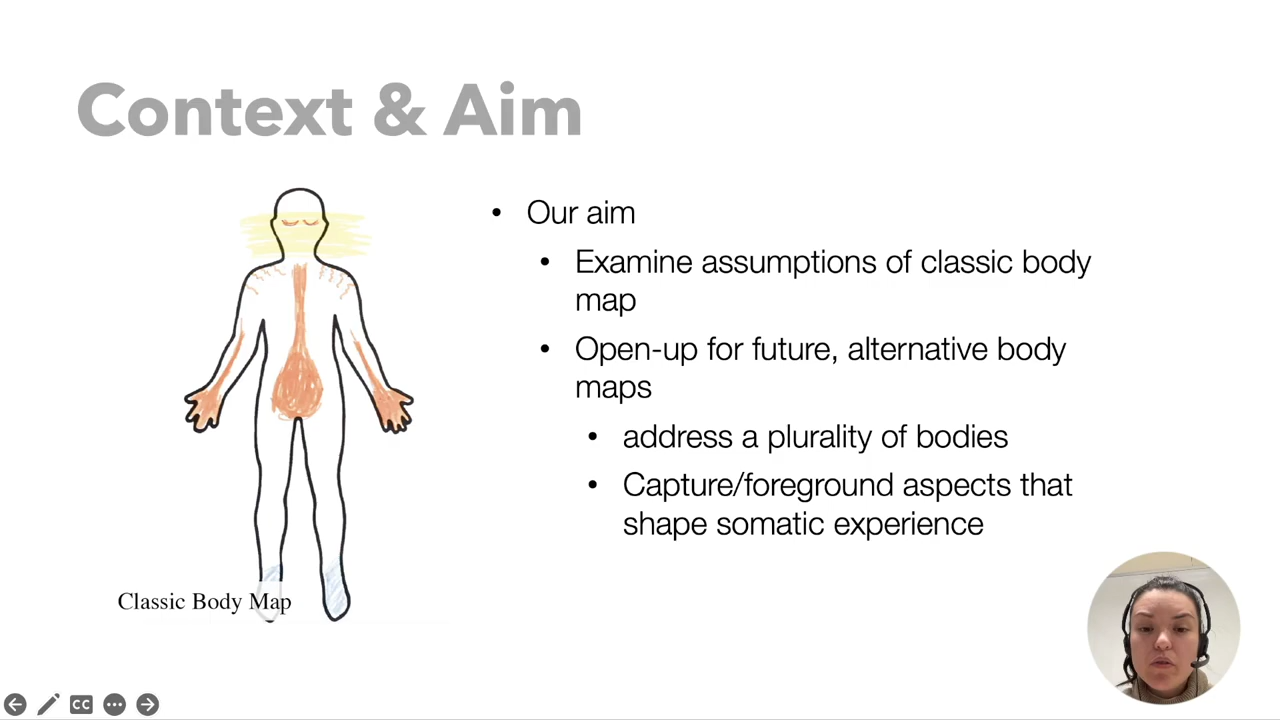 Context & Aim
• Our aim
• Examine assumptions of classic body
map
• Open-up for future, alternative body
maps
• address a plurality of bodies
• Capture/foreground aspects that
shape somatic experience
Classic Body Map
CC